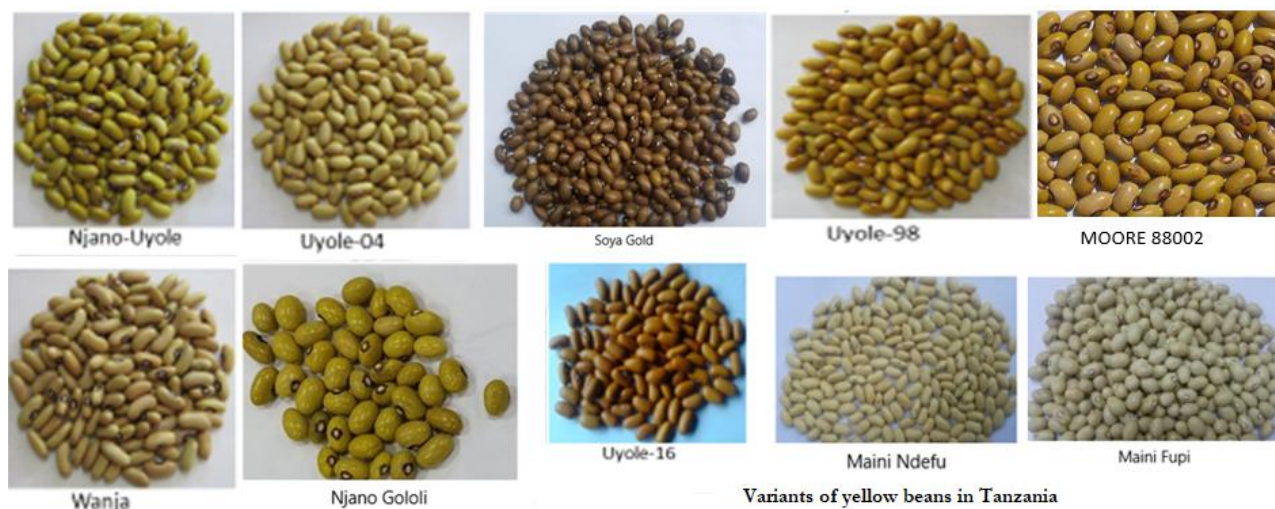 Njano-Uyole
Uyole-04
Soya Gold
Uyole-98
MOORE 88002
Wanja
Njano Gololi
Uyole-16
Maini Ndefu
Maini Fupi
Variants of yellow beans in Tanzania